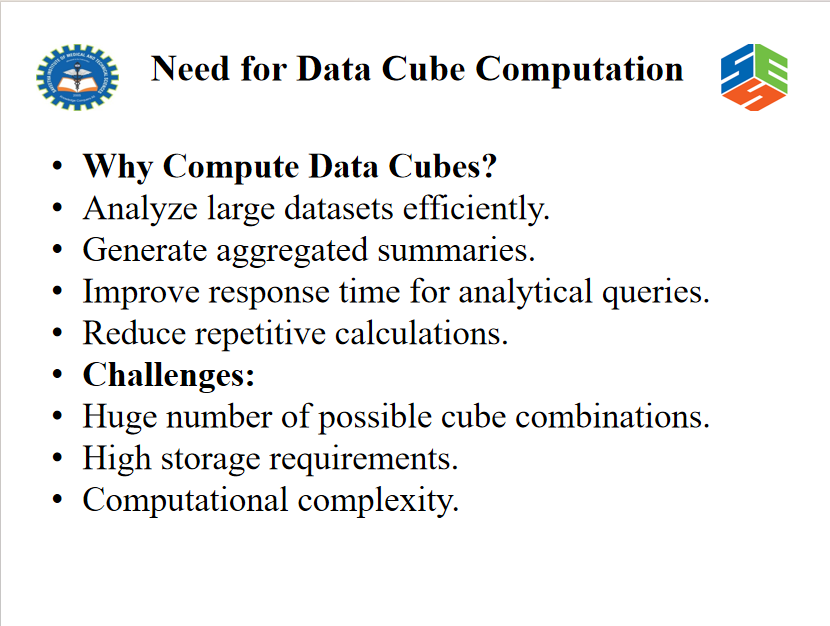 Need for Data Cube Computation
SES
• Why Compute Data Cubes?
• Analyze large datasets efficiently.
• Generate aggregated summaries.
• Improve response time for analytical queries.
• Reduce repetitive calculations.
• Challenges:
• Huge number of possible cube combinations.
• High storage requirements.
• Computational complexity.